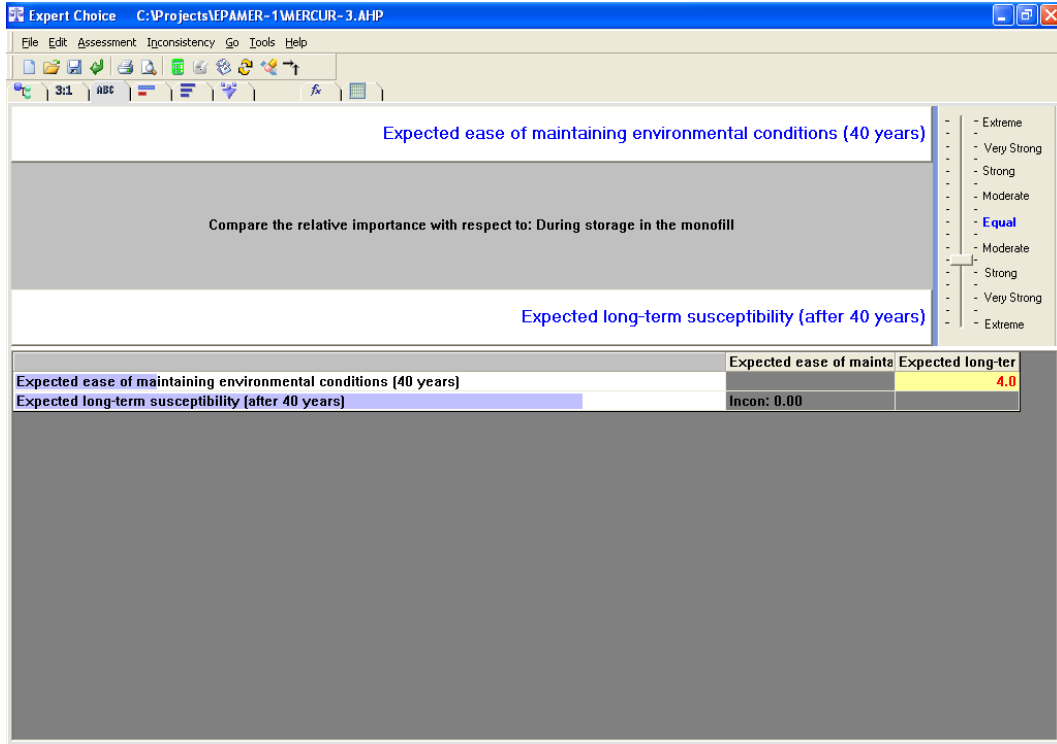 Expert Choice C:\Projects\EPAMER~1\MERCUR~3.AHP
File Edit Assessment Inconsistency Go Tools Help
3:1 ABC fx
Expected ease of maintaining environmental conditions (40 years)
Compare the relative importance with respect to: During storage in the monofill
Expected long-term susceptibility (after 40 years)
Extreme
Very Strong
Strong
Moderate
Equal
Moderate
Strong
Very Strong
Extreme
Expected ease of mainta Expected long-ter
Expected ease of maintaining environmental conditions (40 years) 4.0
Expected long-term susceptibility (after 40 years) Incon: 0.00